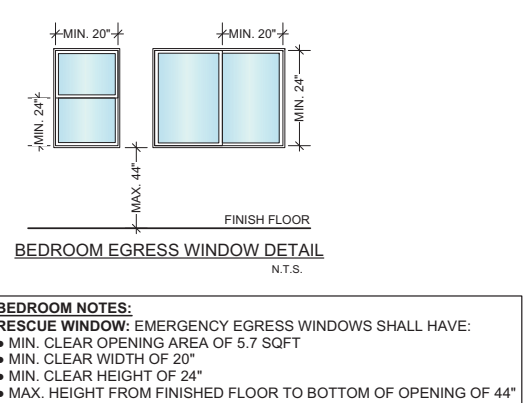 MIN. 20"
MIN. 20"
MIN. 24"
MIN. 24"
MAX. 44"
FINISH FLOOR
BEDROOM EGRESS WINDOW DETAIL
N.T.S.
BEDROOM NOTES:
RESCUE WINDOW: EMERGENCY EGRESS WINDOWS SHALL HAVE:
• MIN. CLEAR OPENING AREA OF 5.7 SQFT
• MIN. CLEAR WIDTH OF 20"
• MIN. CLEAR HEIGHT OF 24"
• MAX. HEIGHT FROM FINISHED FLOOR TO BOTTOM OF OPENING OF 44"